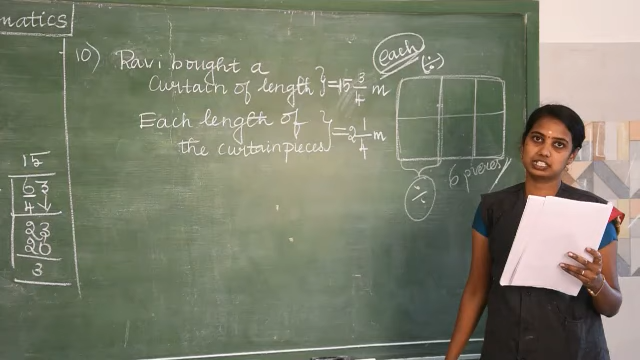 matics
10) Ravi bought a each (÷)
Curtain of length } = 15 3/4 m
Each length of
the curtain pieces } = 2 1/4 m
6 pieces
÷
15
63
4
23
20
3